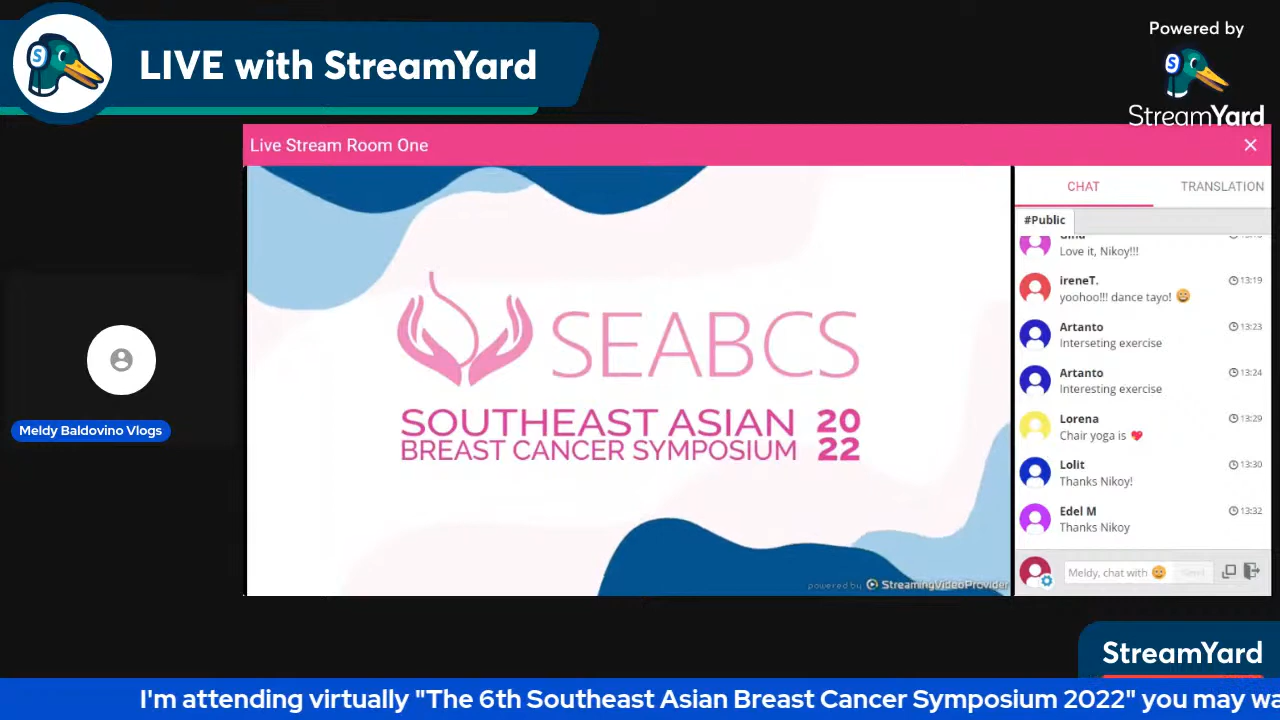 LIVE with StreamYard
Powered by
StreamYard
Live Stream Room One
SEABCS
SOUTHEAST ASIAN 20
BREAST CANCER SYMPOSIUM 22
powered by StreamingVideoProvider
CHAT TRANSLATION
#Public
Love it, Nikoy!!!
ireneT. 13:19
yoohoo!!! dance tayo! 😄
Artanto 13:23
Interseting exercise
Artanto 13:24
Interesting exercise
Lorena 13:29
Chair yoga is 💖
Lolit 13:30
Thanks Nikoy!
Edel M 13:32
Thanks Nikoy
Meldy, chat with 😄 Send
Meldy Baldovino Vlogs
StreamYard
I'm attending virtually "The 6th Southeast Asian Breast Cancer Symposium 2022" you may wa